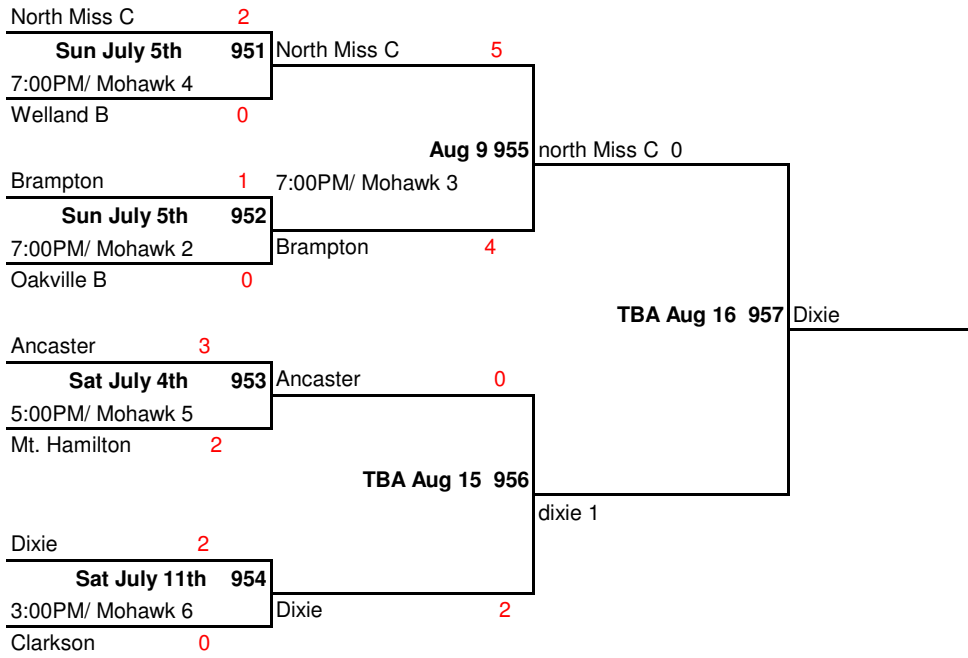 North Miss C 2
Sun July 5th 951 North Miss C 5
7:00PM/ Mohawk 4
Welland B 0
Aug 9 955 north Miss C 0
Brampton 1 7:00PM/ Mohawk 3
Sun July 5th 952
7:00PM/ Mohawk 2 Brampton 4
Oakville B 0
TBA Aug 16 957 Dixie
Ancaster 3
Sat July 4th 953 Ancaster 0
5:00PM/ Mohawk 5
Mt. Hamilton 2
TBA Aug 15 956
dixie 1
Dixie 2
Sat July 11th 954
3:00PM/ Mohawk 6 Dixie 2
Clarkson 0